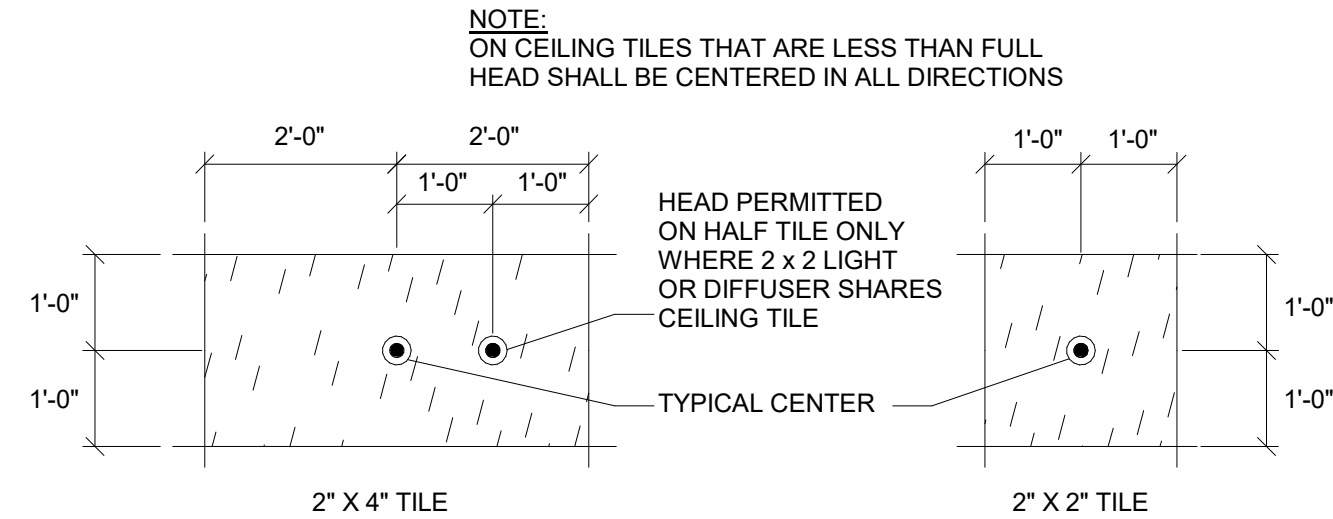 NOTE:
ON CEILING TILES THAT ARE LESS THAN FULL
HEAD SHALL BE CENTERED IN ALL DIRECTIONS
2'-0"
2'-0"
1'-0"
1'-0"
1'-0"
1'-0"
HEAD PERMITTED
ON HALF TILE ONLY
WHERE 2 x 2 LIGHT
OR DIFFUSER SHARES
CEILING TILE
1'-0"
1'-0"
1'-0"
1'-0"
TYPICAL CENTER
2" X 4" TILE
2" X 2" TILE